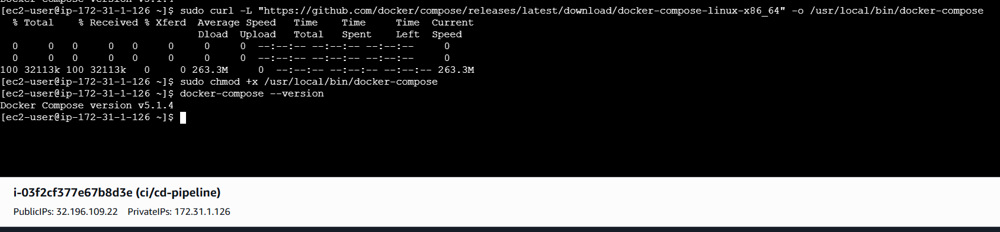 Docker Compose version v5.1.4
[ec2-user@ip-172-31-1-126 ~]$ sudo curl -L "https://github.com/docker/compose/releases/latest/download/docker-compose-linux-x86_64" -o /usr/local/bin/docker-compose
  % Total    % Received % Xferd  Average Speed   Time    Time     Time  Current
                                 Dload  Upload   Total   Spent    Left  Speed
  0     0   0     0   0     0      0     0  --:--:-- --:--:-- --:--:--     0
  0     0   0     0   0     0      0     0  --:--:-- --:--:-- --:--:--     0
100 32113k 100 32113k   0     0 263.3M     0  --:--:-- --:--:-- --:--:-- 263.3M
[ec2-user@ip-172-31-1-126 ~]$ sudo chmod +x /usr/local/bin/docker-compose
[ec2-user@ip-172-31-1-126 ~]$ docker-compose --version
Docker Compose version v5.1.4
[ec2-user@ip-172-31-1-126 ~]$
i-03f2cf377e67b8d3e (ci/cd-pipeline)
PublicIPs: 32.196.109.22    PrivateIPs: 172.31.1.126